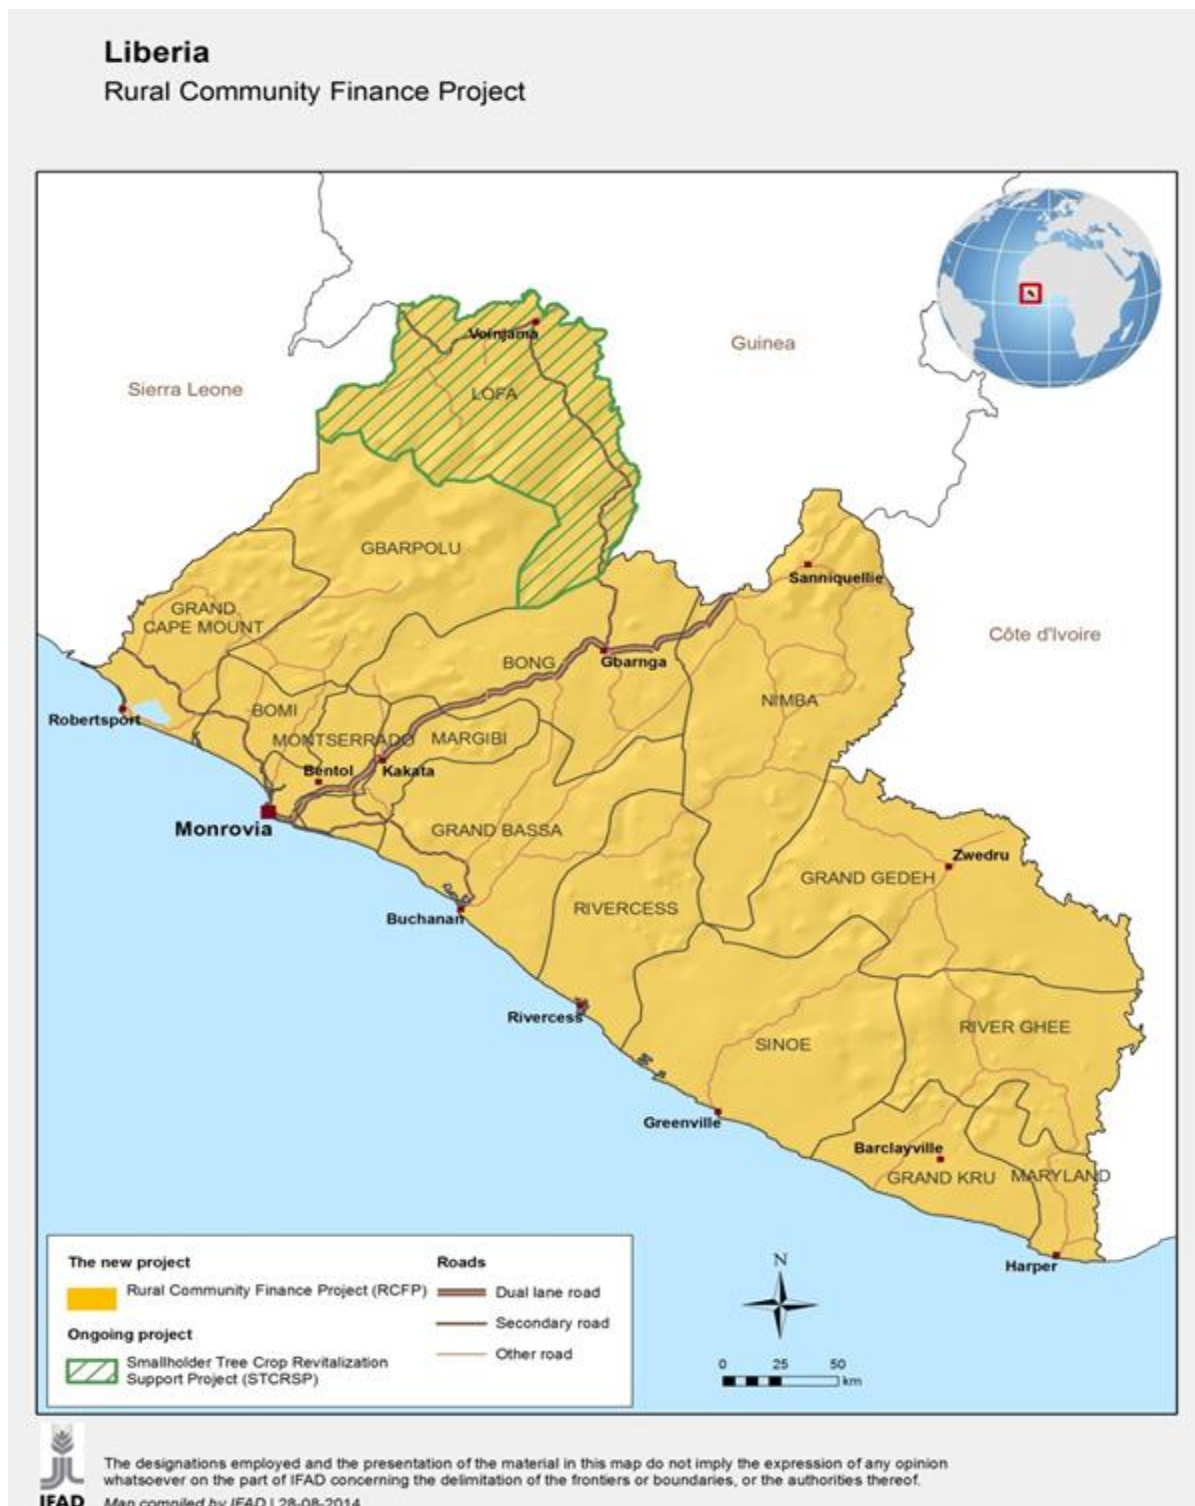 Liberia
Rural Community Finance Project
Guinea
Sierra Leone
Côte d'Ivoire
Voinjama
LOFA
GBARPOLU
Sanniquellie
GRAND
CAPE MOUNT
BONG
Gbarnga
NIMBA
Robertsport
BOMI
MONTSERRADO
MARGIBI
Bentol
Kakata
Monrovia
GRAND BASSA
Zwedru
GRAND GEDEH
Buchanan
RIVERCESS
Rivercess
SINOE
RIVER GHEE
Greenville
Barclayville
GRAND KRU
MARYLAND
Harper
The new project
Rural Community Finance Project (RCFP)
Ongoing project
Smallholder Tree Crop Revitalization
Support Project (STCRSP)
Roads
Dual lane road
Secondary road
Other road
N
0 25 50
km
The designations employed and the presentation of the material in this map do not imply the expression of any opinion
whatsoever on the part of IFAD concerning the delimitation of the frontiers or boundaries, or the authorities thereof.
IFAD
Map compiled by IFAD | 28-08-2014